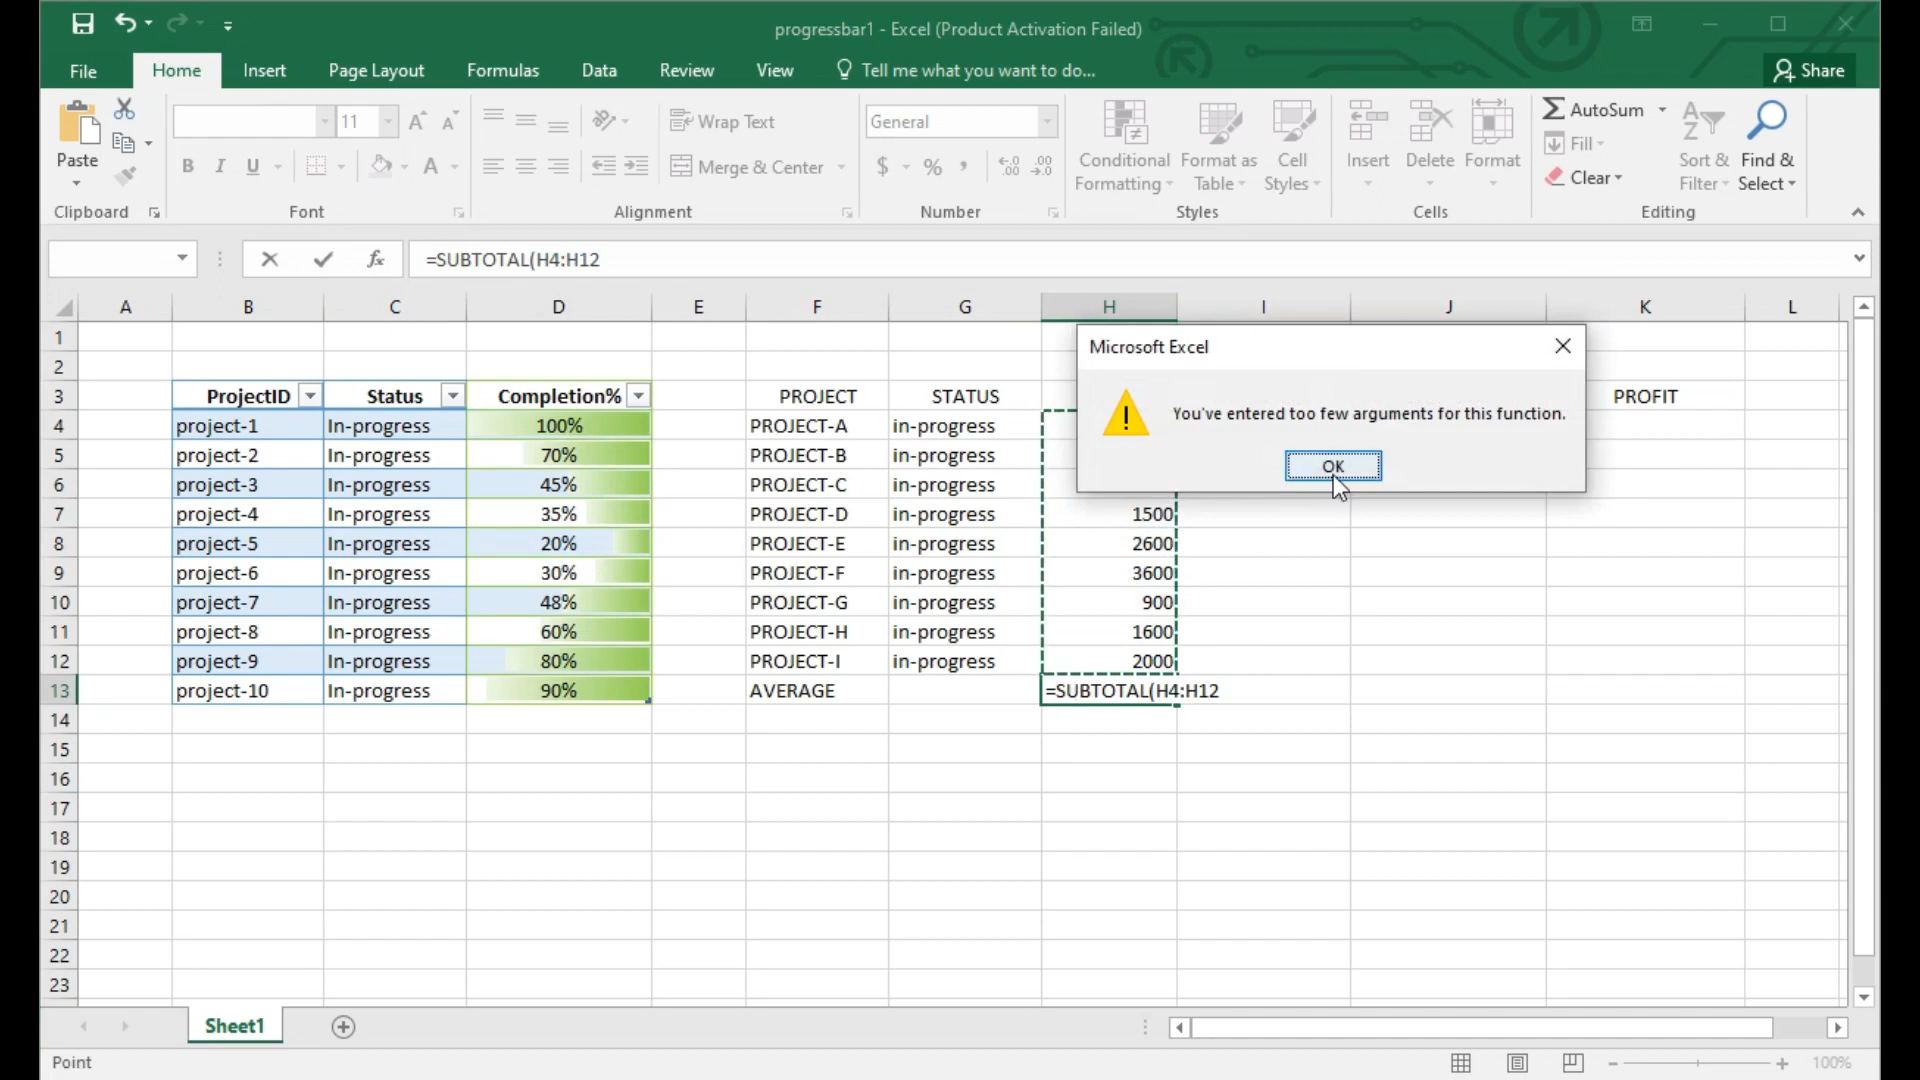 progressbar1 - Excel (Product Activation Failed)
File Home Insert Page Layout Formulas Data Review View Tell me what you want to do... Share
Paste 11 Wrap Text General AutoSum
B I U A Merge & Center $ % , Conditional Formatting Format as Table Cell Styles Insert Delete Format Fill Clear Sort & Filter Find & Select
Clipboard Font Alignment Number Styles Cells Editing
fx =SUBTOTAL(H4:H12
A B C D E F G H I J K L
1
2
3 ProjectID Status Completion% PROJECT STATUS PROFIT
4 project-1 In-progress 100% PROJECT-A in-progress
5 project-2 In-progress 70% PROJECT-B in-progress
6 project-3 In-progress 45% PROJECT-C in-progress
7 project-4 In-progress 35% PROJECT-D in-progress 1500
8 project-5 In-progress 20% PROJECT-E in-progress 2600
9 project-6 In-progress 30% PROJECT-F in-progress 3600
10 project-7 In-progress 48% PROJECT-G in-progress 900
11 project-8 In-progress 60% PROJECT-H in-progress 1600
12 project-9 In-progress 80% PROJECT-I in-progress 2000
13 project-10 In-progress 90% AVERAGE =SUBTOTAL(H4:H12
14
15
16
17
18
19
20
21
22
23
Microsoft Excel
You've entered too few arguments for this function.
OK
Sheet1
Point 100%